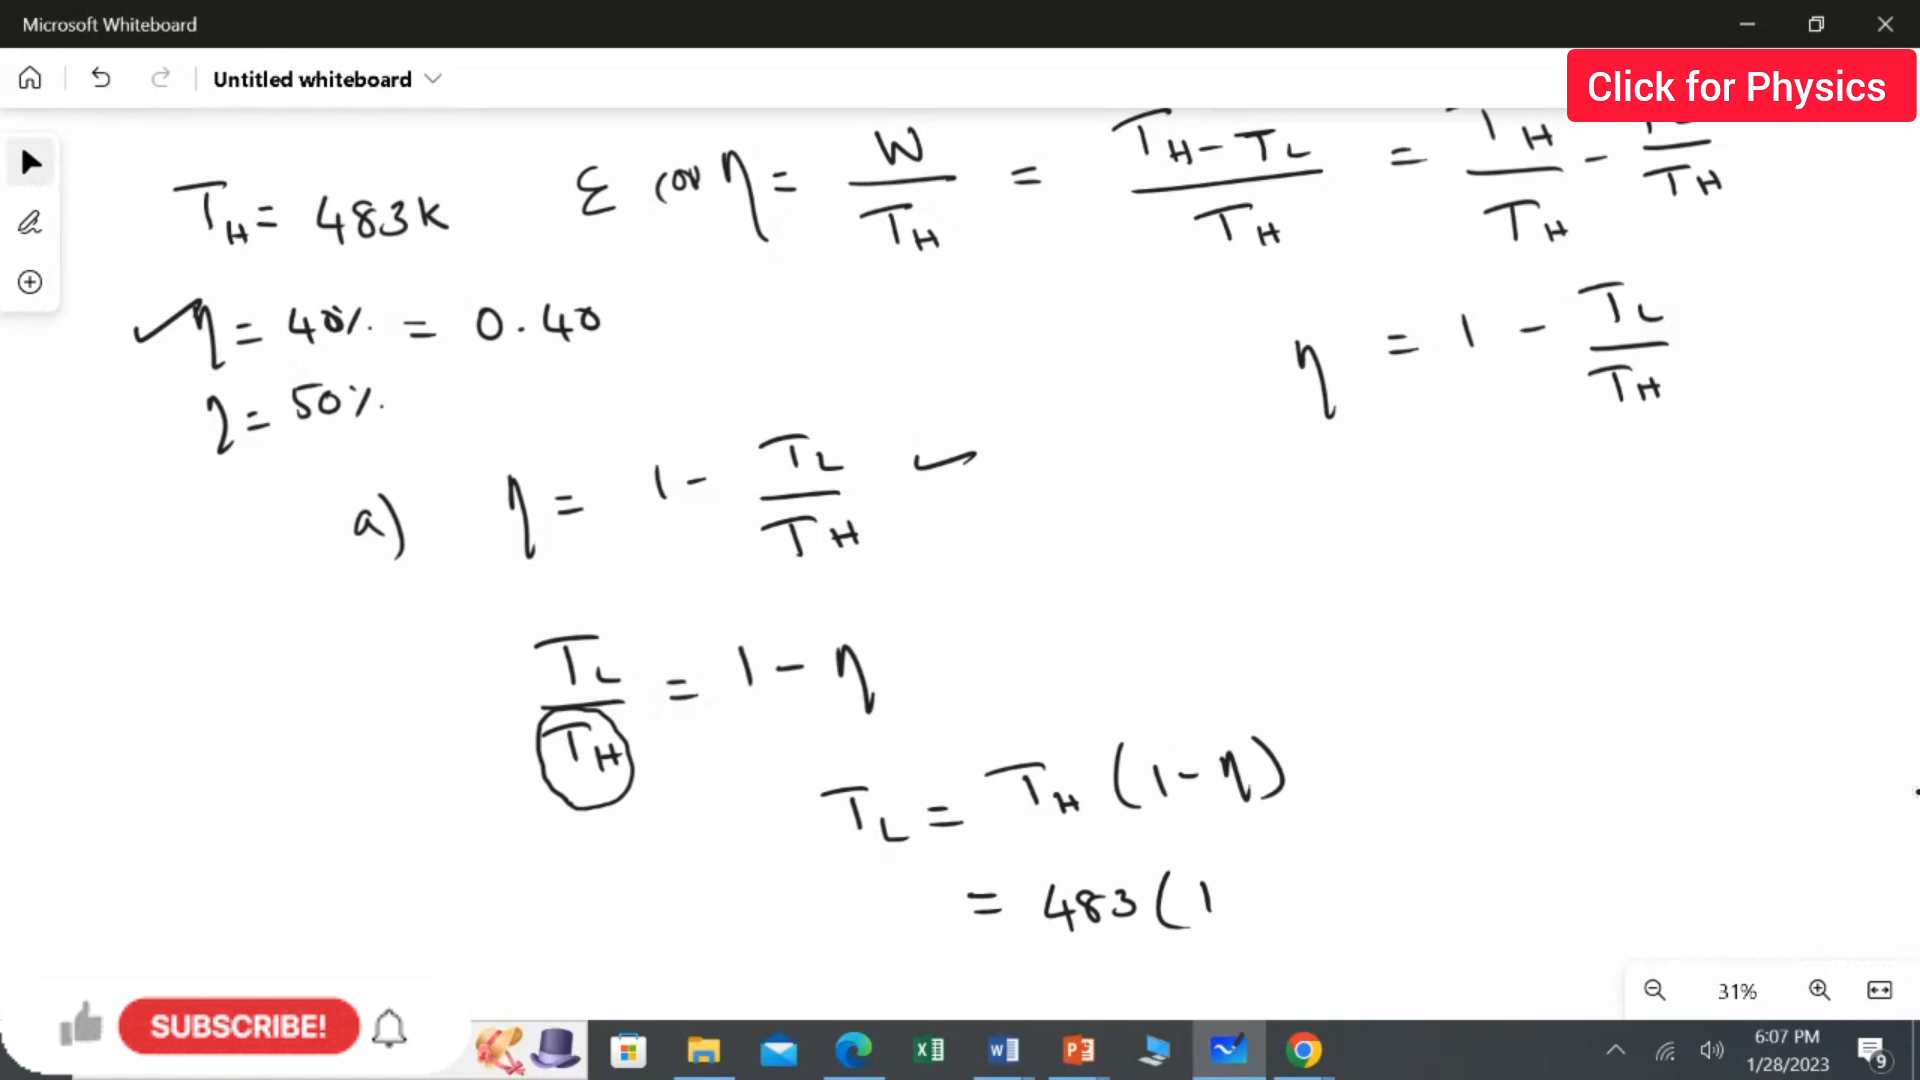 Microsoft Whiteboard
Untitled whiteboard
Click for Physics
T_H = 483K
ε (or) η = W/T_H = (T_H - T_L)/T_H = T_H/T_H - T_L/T_H
η = 40% = 0.40
η = 1 - T_L/T_H
η = 50%
a) η = 1 - T_L/T_H
T_L/T_H = 1 - η
T_L = T_H (1 - η)
= 483 ( 1
31%
SUBSCRIBE!
6:07 PM
1/28/2023
9